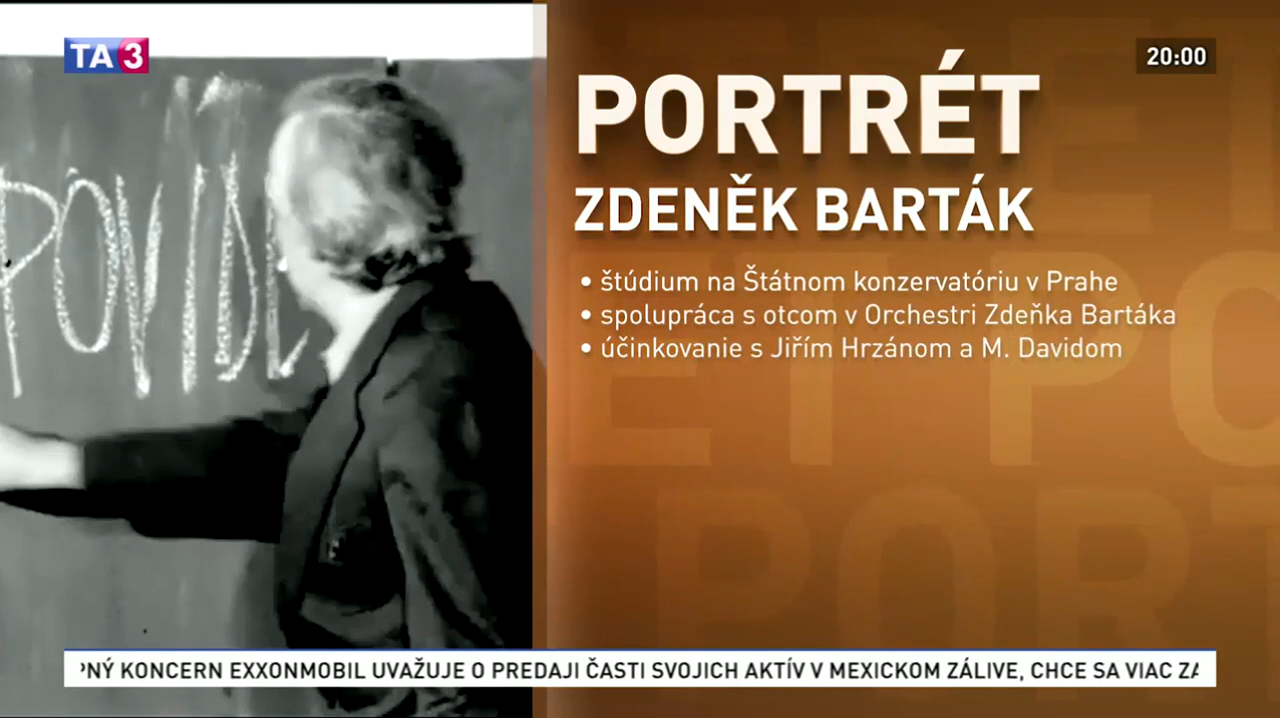 TA3
20:00
POVIDL
PORTRÉT
ZDENĚK BARTÁK
• štúdium na Štátnom konzervatóriu v Prahe
• spolupráca s otcom v Orchestri Zdeňka Bartáka
• účinkovanie s Jiřím Hrzánom a M. Davidom
KONCERN EXXONMOBIL UVAŽUJE O PREDAJI ČASTI SVOJICH AKTÍV V MEXICKOM ZÁLIVE, CHCE SA VIAC